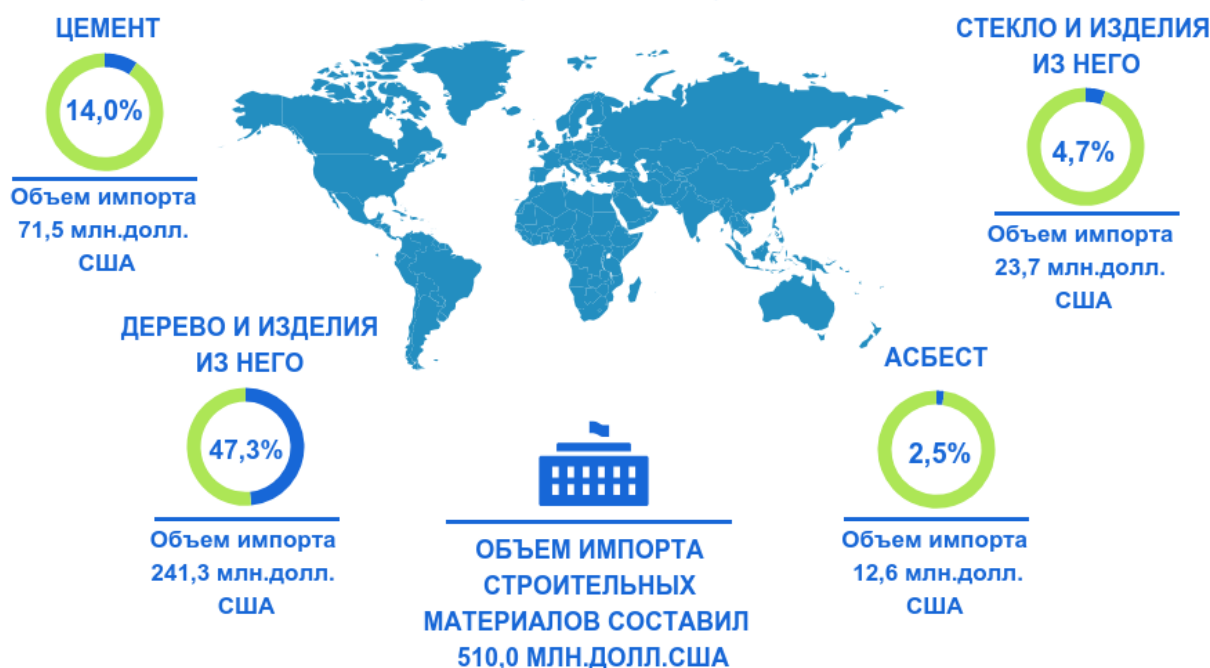 ЦЕМЕНТ
14,0%
Объем импорта
71,5 млн.долл.
США
СТЕКЛО И ИЗДЕЛИЯ
ИЗ НЕГО
4,7%
Объем импорта
23,7 млн.долл.
США
ДЕРЕВО И ИЗДЕЛИЯ
ИЗ НЕГО
47,3%
Объем импорта
241,3 млн.долл.
США
ОБЪЕМ ИМПОРТА
СТРОИТЕЛЬНЫХ
МАТЕРИАЛОВ СОСТАВИЛ
510,0 МЛН.ДОЛЛ.США
АСБЕСТ
2,5%
Объем импорта
12,6 млн.долл.
США